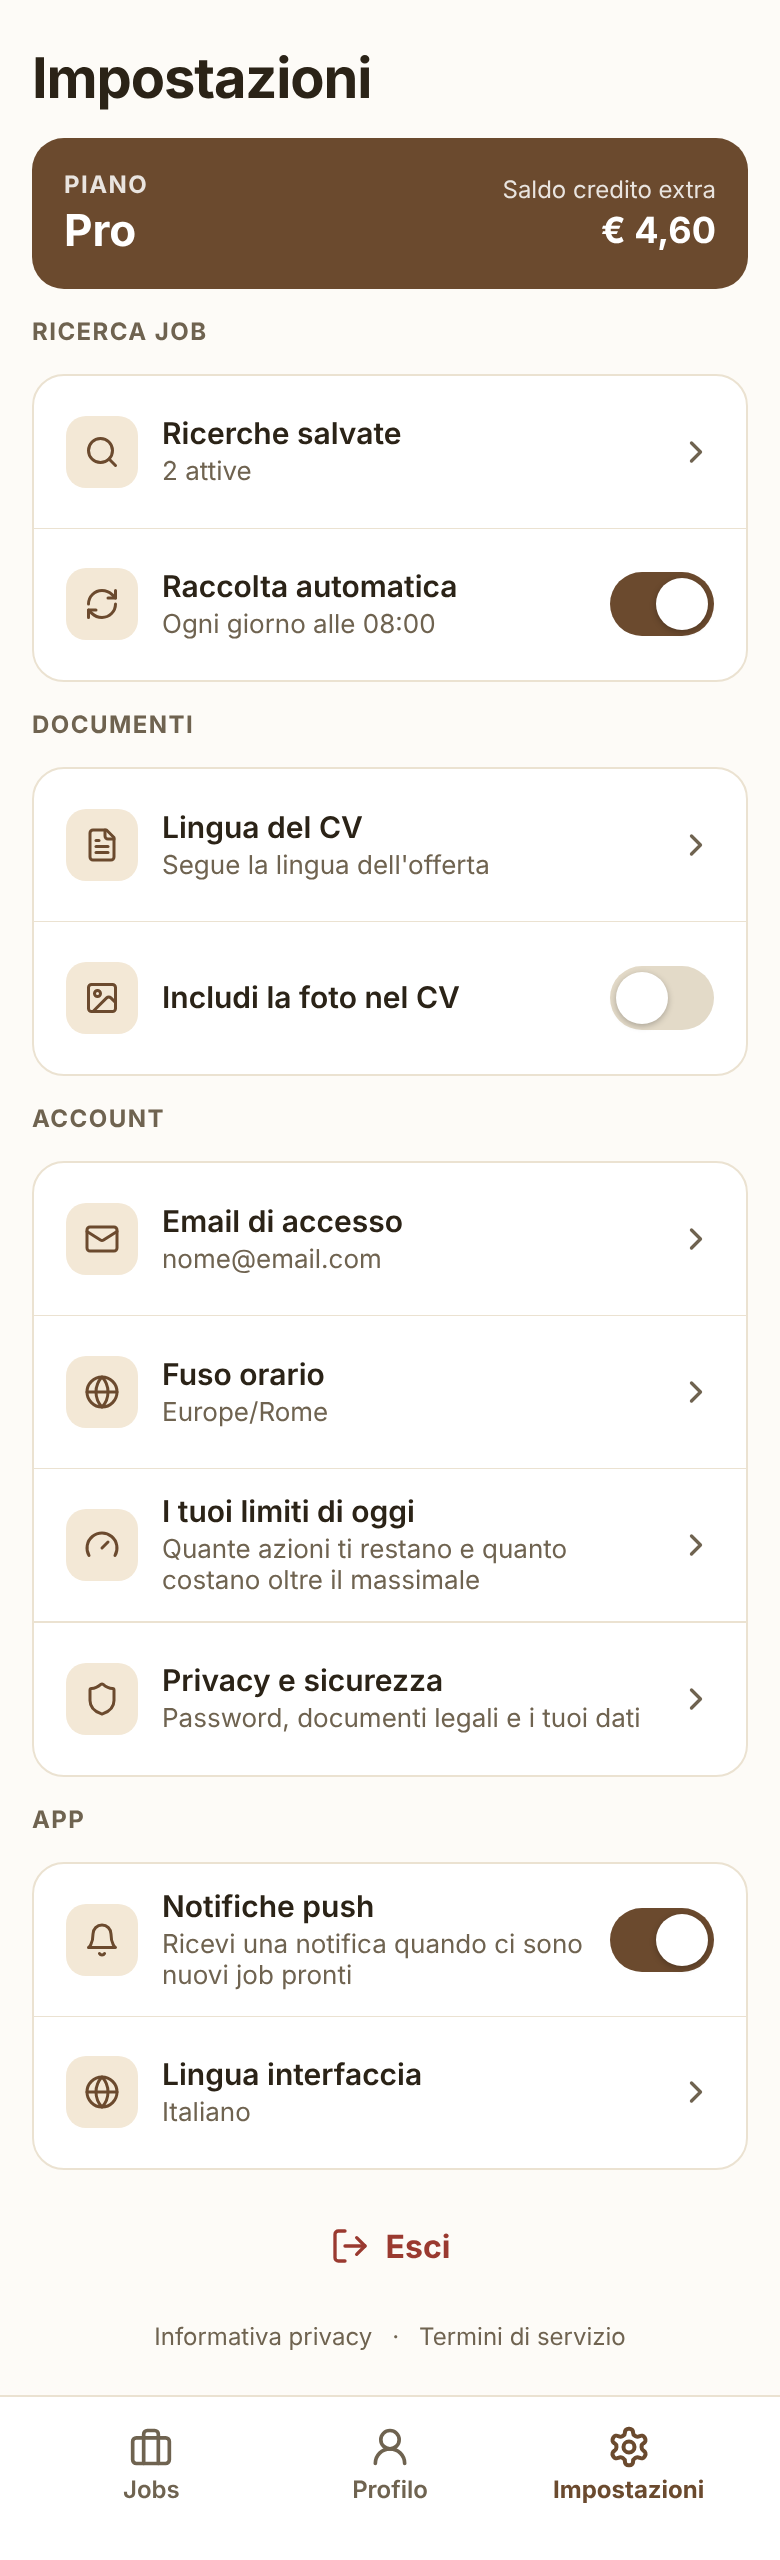 Impostazioni
PIANO
Pro
Saldo credito extra
€ 4,60
RICERCA JOB
Ricerche salvate
2 attive
Raccolta automatica
Ogni giorno alle 08:00
DOCUMENTI
Lingua del CV
Segue la lingua dell'offerta
Includi la foto nel CV
ACCOUNT
Email di accesso
nome@email.com
Fuso orario
Europe/Rome
I tuoi limiti di oggi
Quante azioni ti restano e quanto
costano oltre il massimale
Privacy e sicurezza
Password, documenti legali e i tuoi dati
APP
Notifiche push
Ricevi una notifica quando ci sono
nuovi job pronti
Lingua interfaccia
Italiano
Esci
Informativa privacy · Termini di servizio
Jobs
Profilo
Impostazioni